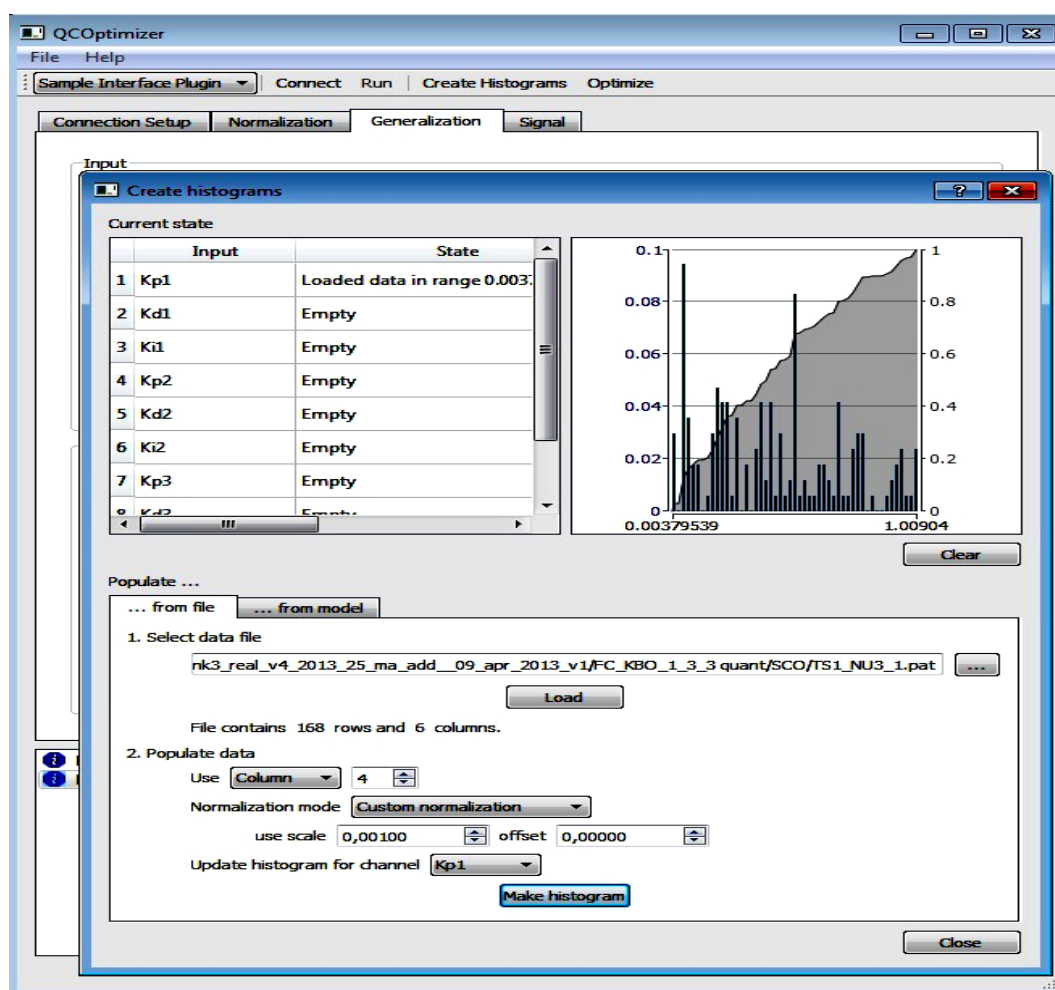 QCOptimizer
File Help
Sample Interface Plugin Connect Run Create Histograms Optimize
Connection Setup Normalization Generalization Signal
Input
Create histograms
Current state
Input State
1 Kp1 Loaded data in range 0.003
2 Kd1 Empty
3 Ki1 Empty
4 Kp2 Empty
5 Kd2 Empty
6 Ki2 Empty
7 Kp3 Empty
0.1 1
0.08 0.8
0.06 0.6
0.04 0.4
0.02 0.2
0 0
0.00379539 1.00904
Clear
Populate ...
... from file ... from model
1. Select data file
nk3_real_v4_2013_25_ma_add__09_apr_2013_v1/FC_KBO_1_3_3 quant/SCO/TS1_NU3_1.pat ...
Load
File contains 168 rows and 6 columns.
2. Populate data
Use Column 4
Normalization mode Custom normalization
use scale 0,00100 offset 0,00000
Update histogram for channel Kp1
Make histogram
Close